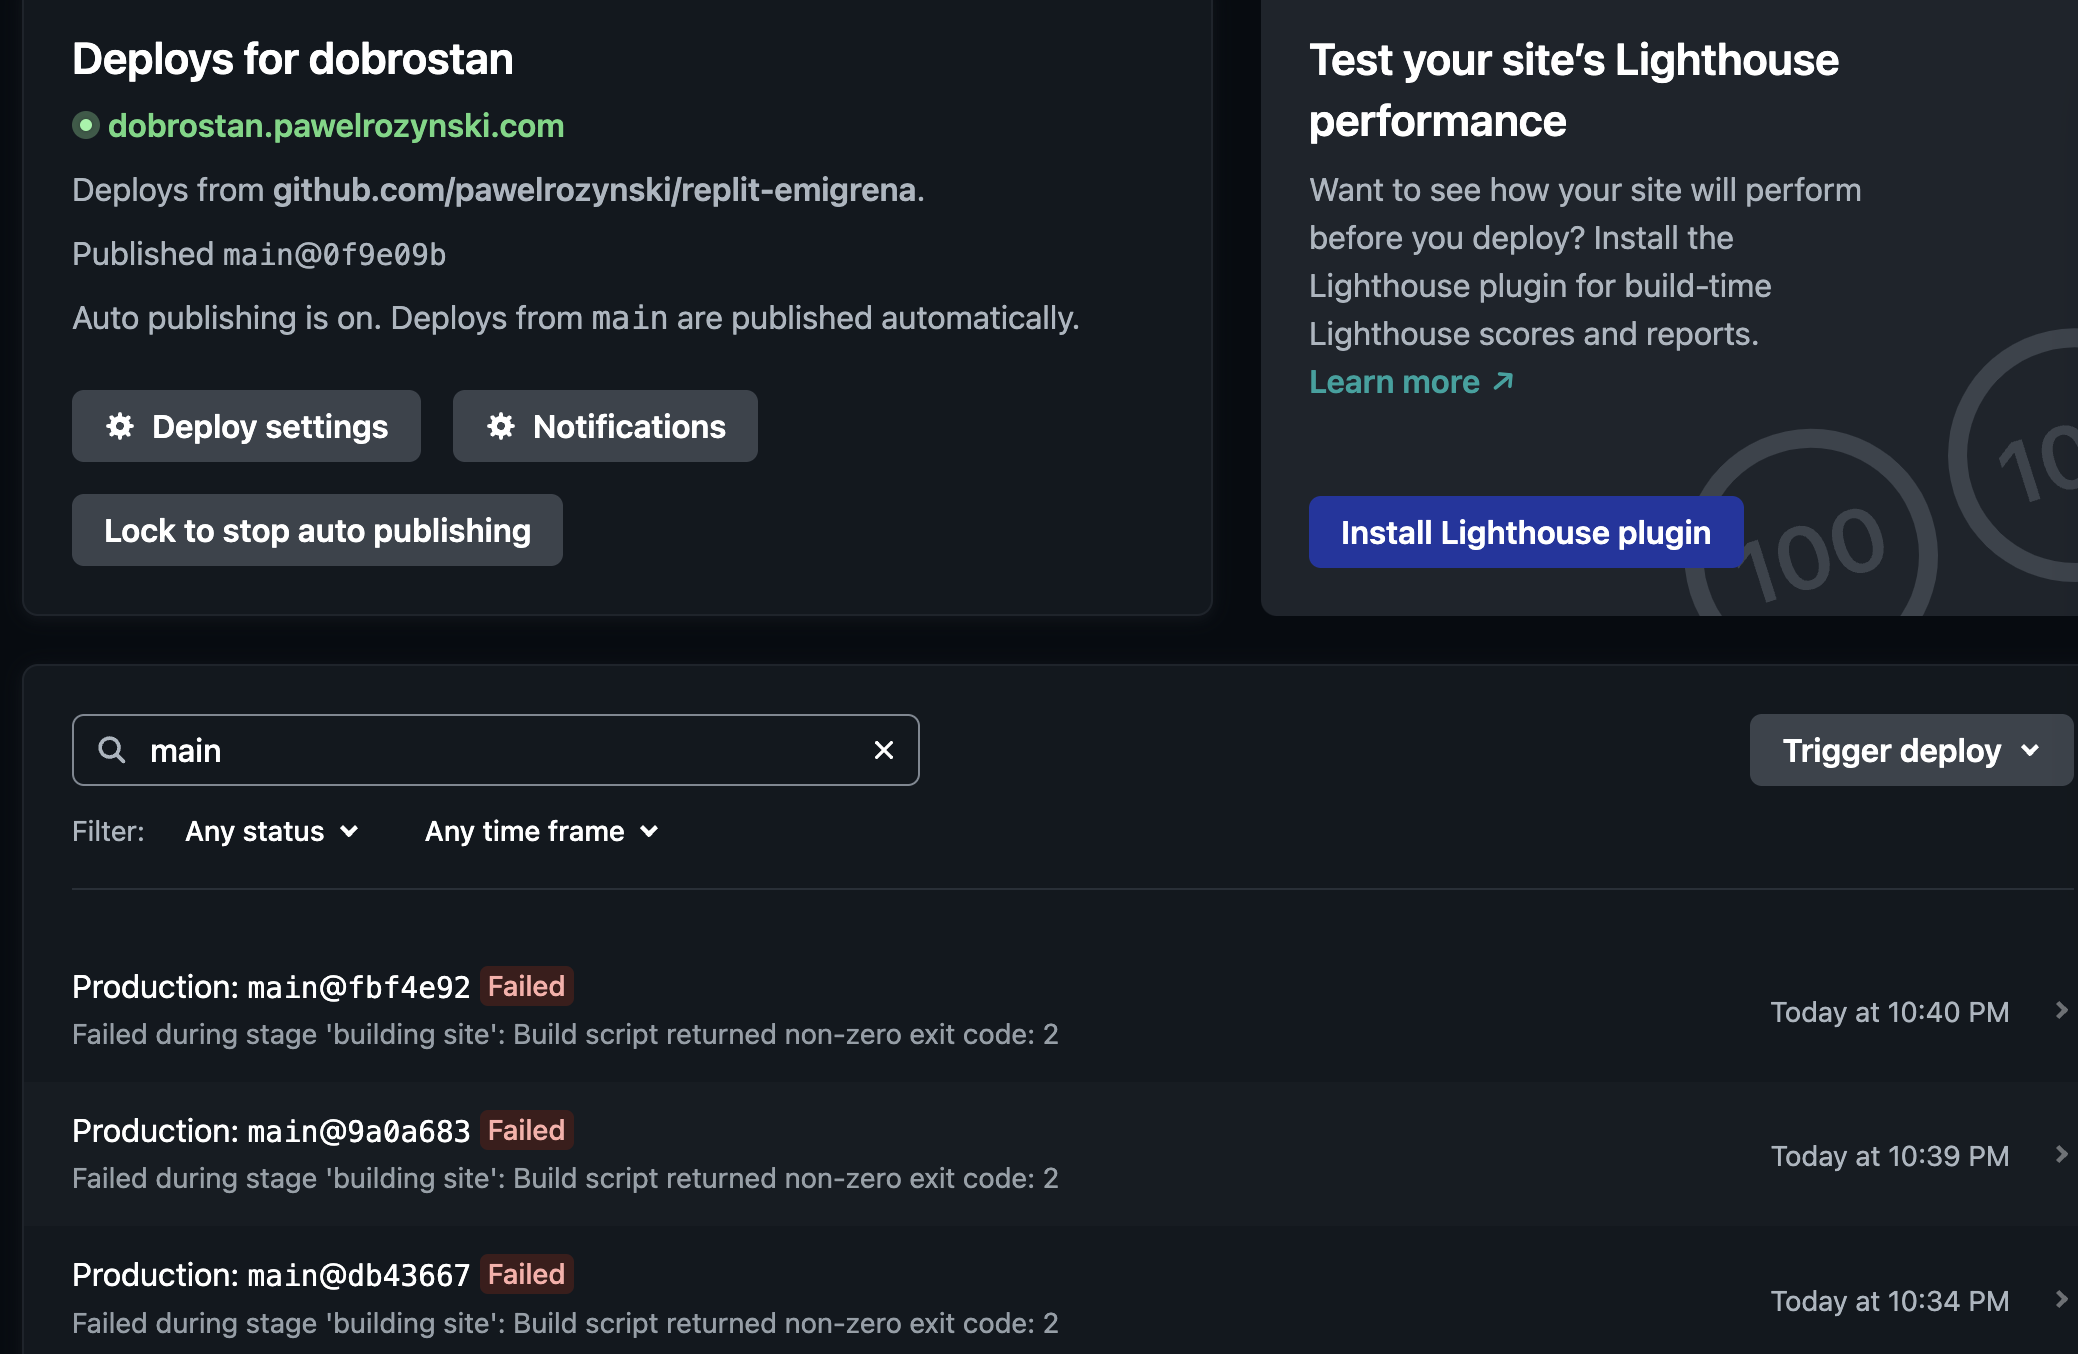 Deploys for dobrostan
dobrostan.pawelrozynski.com
Deploys from github.com/pawelrozynski/replit-emigrena.
Published main@0f9e09b
Auto publishing is on. Deploys from main are published automatically.
Deploy settings
Notifications
Lock to stop auto publishing
Test your site's Lighthouse
performance
Want to see how your site will perform
before you deploy? Install the
Lighthouse plugin for build-time
Lighthouse scores and reports.
Learn more ↗
Install Lighthouse plugin
100
main
Trigger deploy
Filter: Any status Any time frame
Production: main@fbf4e92 Failed
Failed during stage 'building site': Build script returned non-zero exit code: 2
Today at 10:40 PM
Production: main@9a0a683 Failed
Failed during stage 'building site': Build script returned non-zero exit code: 2
Today at 10:39 PM
Production: main@db43667 Failed
Failed during stage 'building site': Build script returned non-zero exit code: 2
Today at 10:34 PM